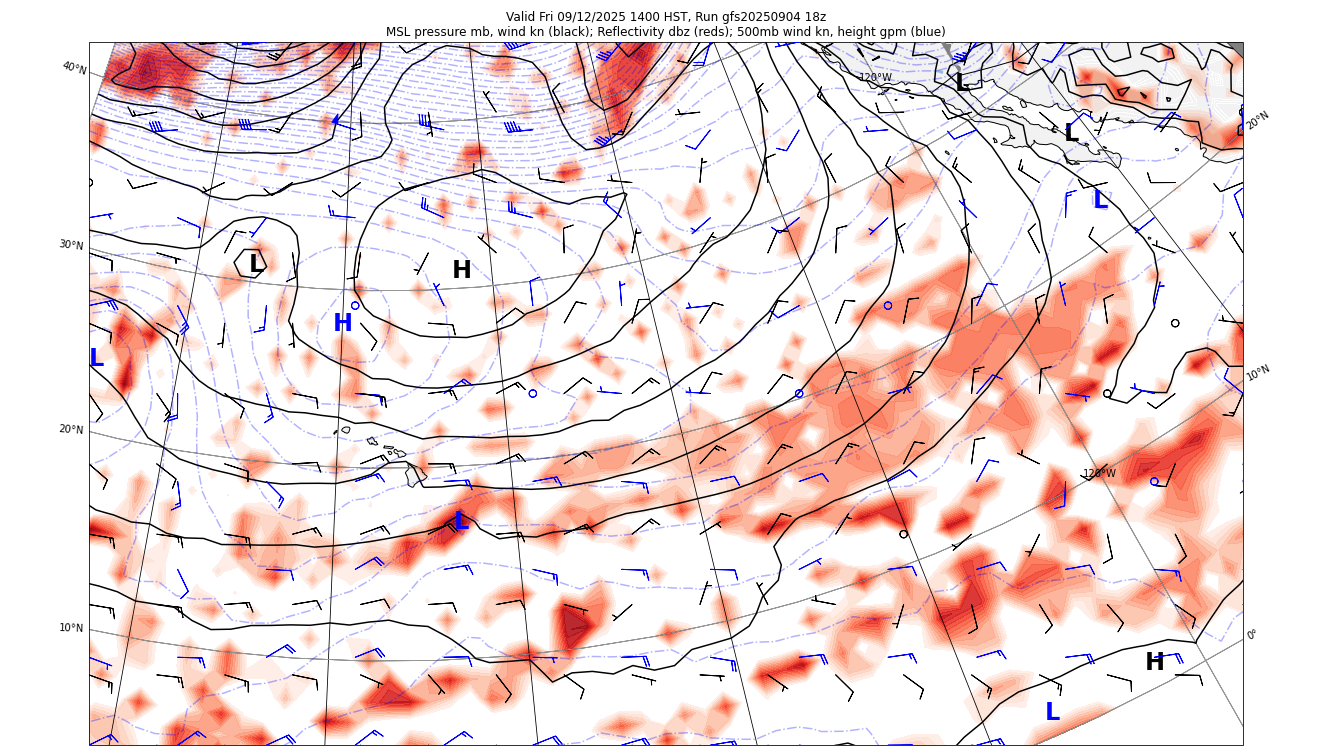 Valid Fri 09/12/2025 1400 HST, Run gfs20250904 18z
MSL pressure mb, wind kn (black); Reflectivity dbz (reds); 500mb wind kn, height gpm (blue)
40°N
120°W
L
20°N
L
L
30°N
L
H
H
L
10°N
20°N
120°W
L
10°N
0°
H
L